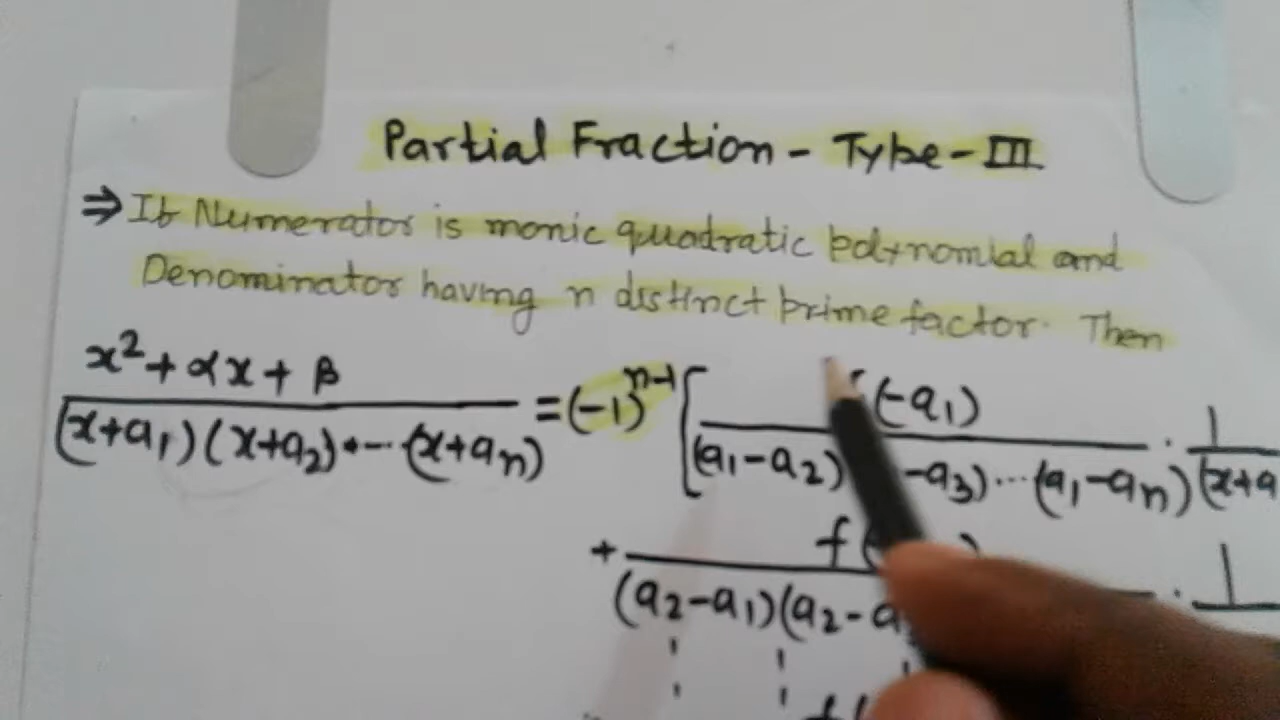 Partial Fraction - Type - III
⇒ If Numerator is monic quadratic polynomial and
Denominator having n distinct prime factor. Then
x²+αx+β
(x+a₁)(x+a₂)····(x+aₙ)
=(-1)ⁿ⁻¹[
(-a₁)
(a₁-a₂) -a₃)···(a₁-aₙ)
· 1
(x+a
+ f(
(a₂-a₁)(a₂-a
· 1